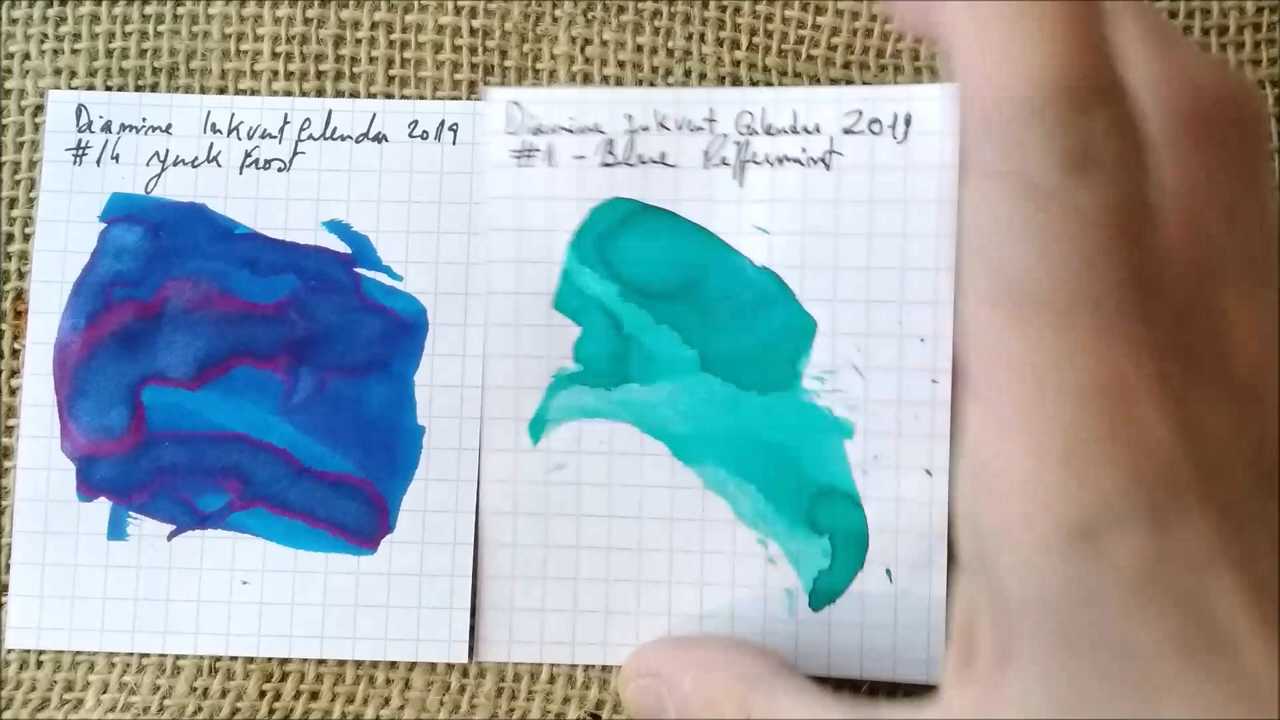 Diamine Inkvent Calendar 2019
#14 Jack Frost
Diamine Inkvent Calendar 2019
#1 - Blue Peppermint